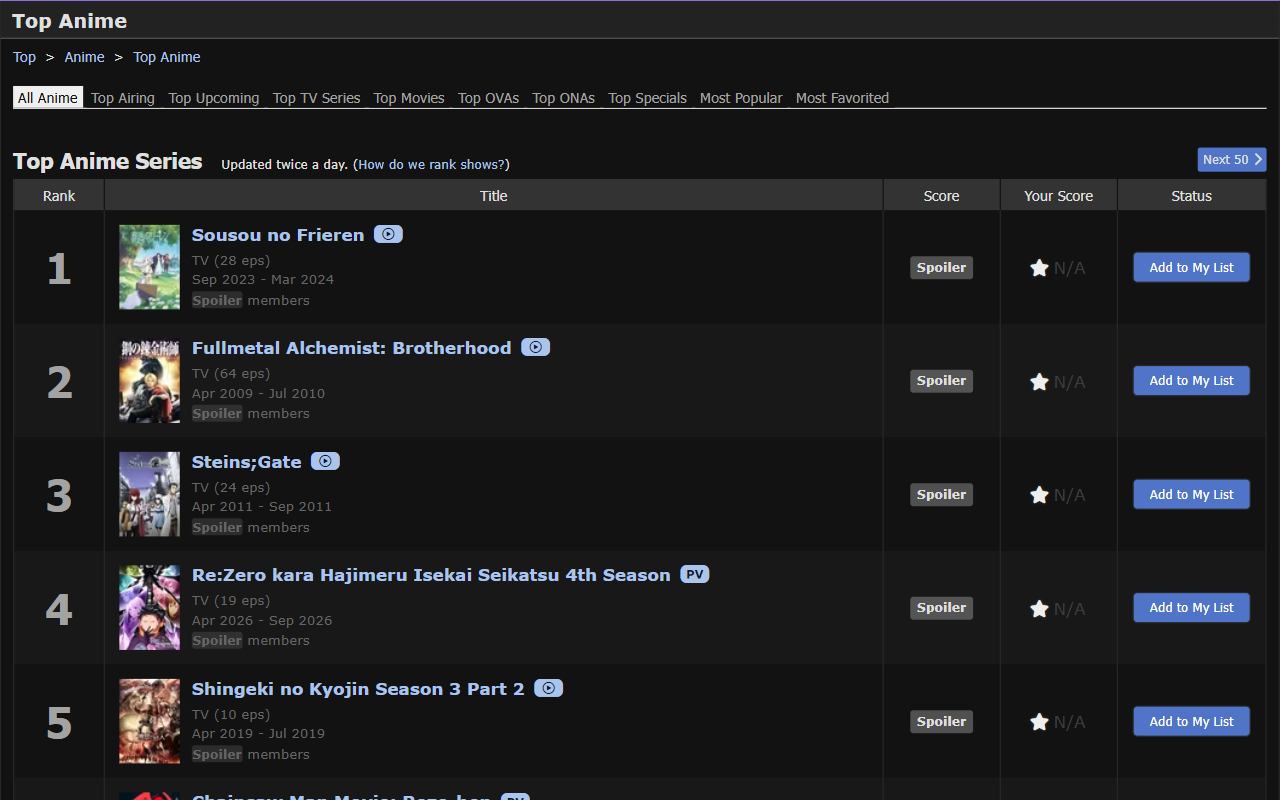 Top Anime
Top > Anime > Top Anime
All Anime Top Airing Top Upcoming Top TV Series Top Movies Top OVAs Top ONAs Top Specials Most Popular Most Favorited
Top Anime Series Updated twice a day. (How do we rank shows?) Next 50
Rank Title Score Your Score Status
1
Sousou no Frieren
TV (28 eps)
Sep 2023 - Mar 2024
Spoiler members
Spoiler
N/A
Add to My List
2
鋼の錬金術師
Fullmetal Alchemist: Brotherhood
TV (64 eps)
Apr 2009 - Jul 2010
Spoiler members
Spoiler
N/A
Add to My List
3
Steins;Gate
TV (24 eps)
Apr 2011 - Sep 2011
Spoiler members
Spoiler
N/A
Add to My List
4
Re:Zero kara Hajimeru Isekai Seikatsu 4th Season PV
TV (19 eps)
Apr 2026 - Sep 2026
Spoiler members
Spoiler
N/A
Add to My List
5
Shingeki no Kyojin Season 3 Part 2
TV (10 eps)
Apr 2019 - Jul 2019
Spoiler members
Spoiler
N/A
Add to My List